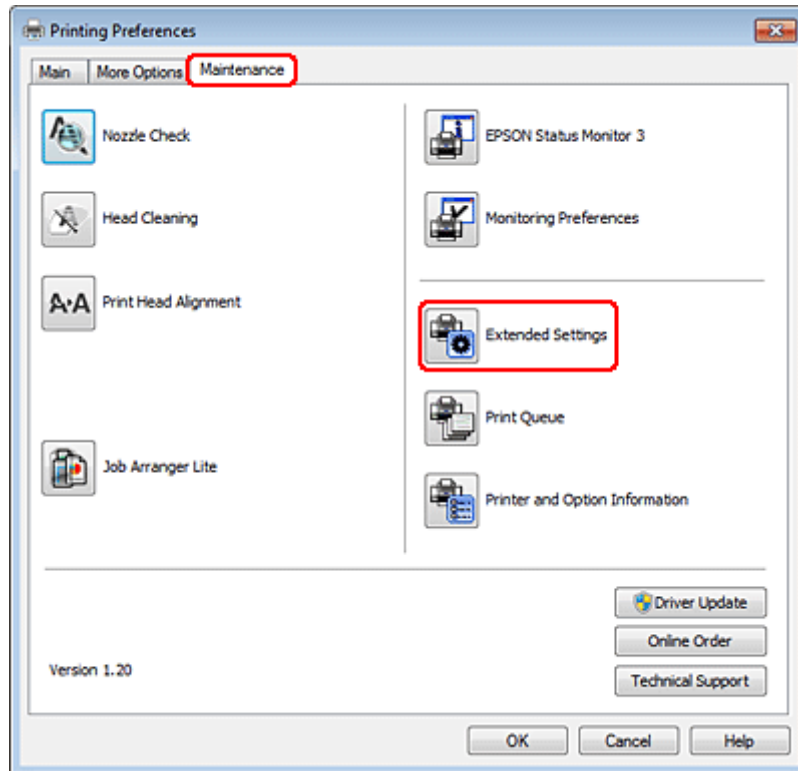 Printing Preferences
Main More Options Maintenance
Nozzle Check
Head Cleaning
A·A Print Head Alignment
Job Arranger Lite
EPSON Status Monitor 3
Monitoring Preferences
Extended Settings
Print Queue
Printer and Option Information
Driver Update
Online Order
Technical Support
Version 1.20
OK Cancel Help